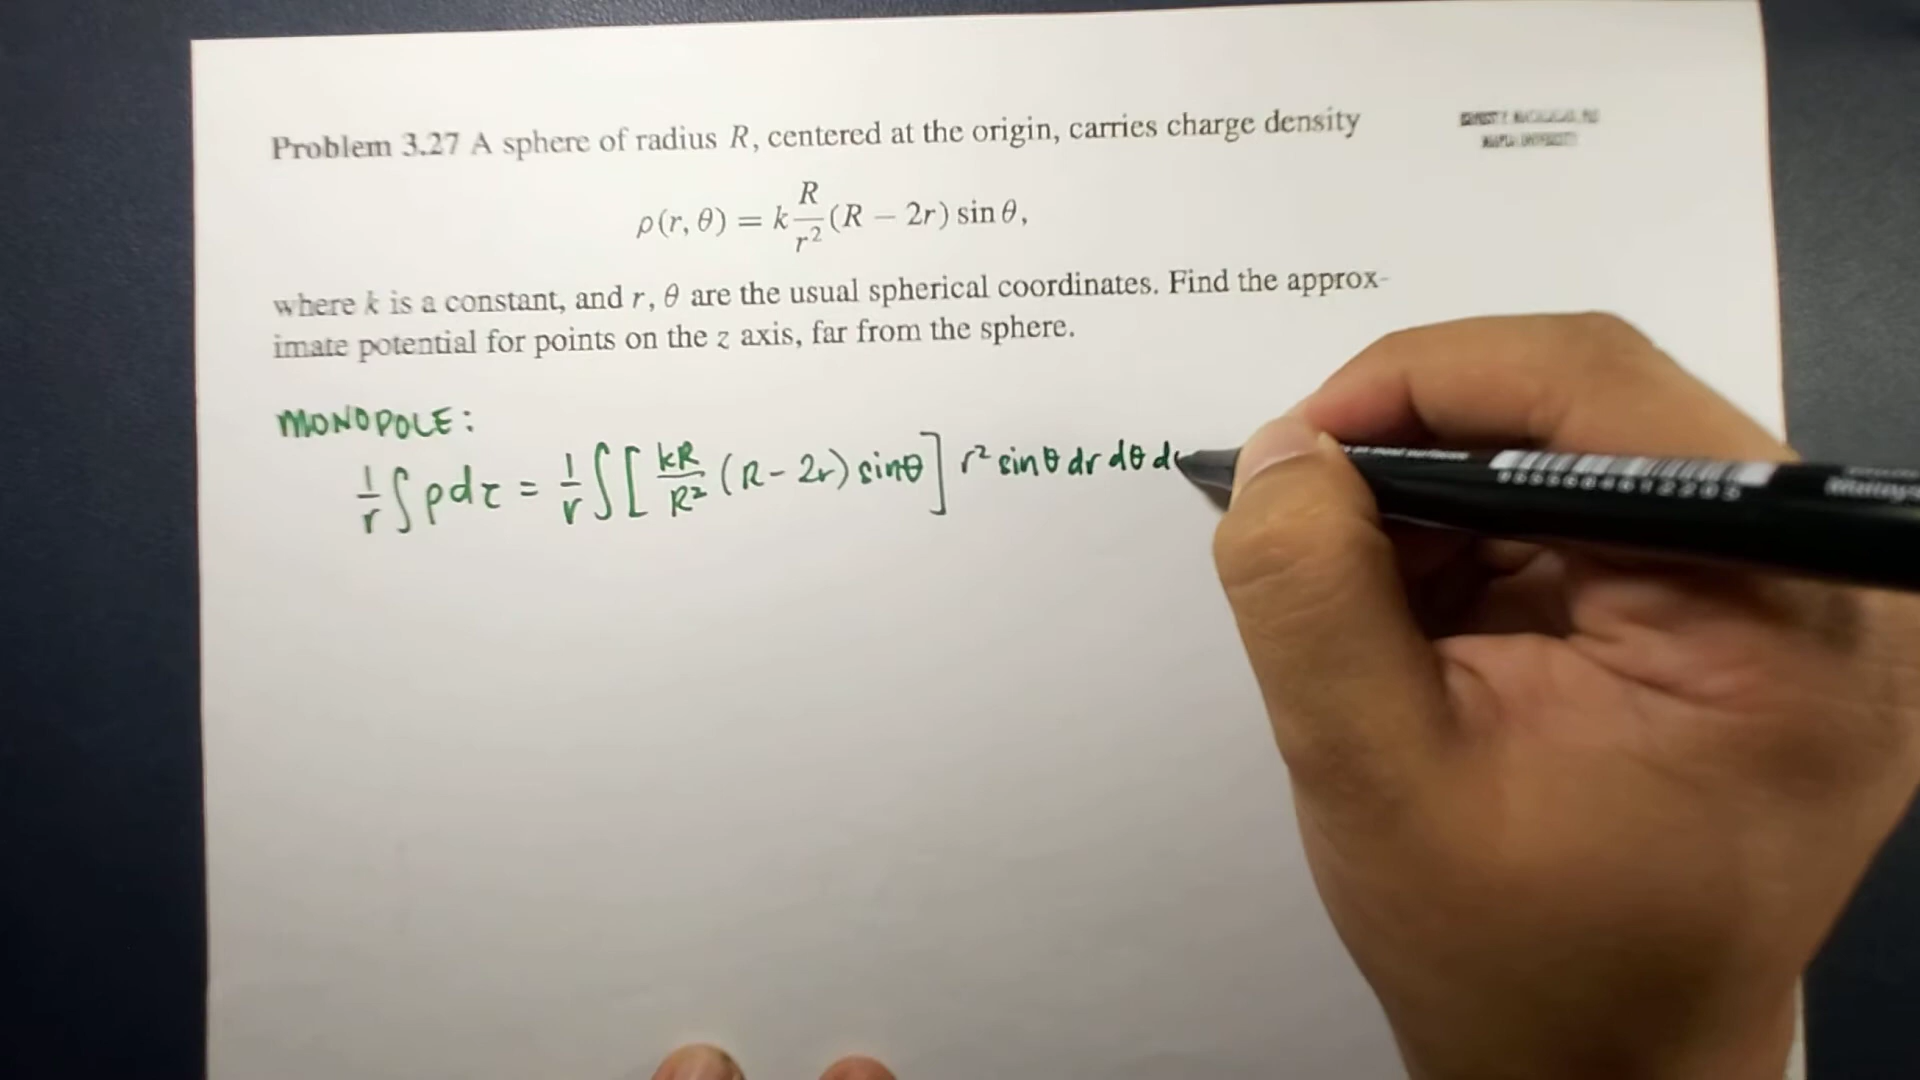 Problem 3.27 A sphere of radius R, centered at the origin, carries charge density
ρ(r, θ) = k R/r² (R − 2r) sin θ,
where k is a constant, and r, θ are the usual spherical coordinates. Find the approx-
imate potential for points on the z axis, far from the sphere.
MONOPOLE:
1/r ∫ ρdτ = 1/r ∫ [ kR/R² (R - 2r) sinθ ] r² sinθ dr dθ d